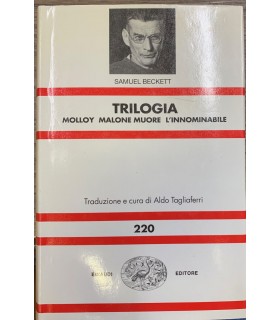 SAMUEL BECKETT
TRILOGIA
MOLLOY MALONE MUORE L'INNOMINABILE
Traduzione e cura di Aldo Tagliaferri
220
EINAUDI EDITORE